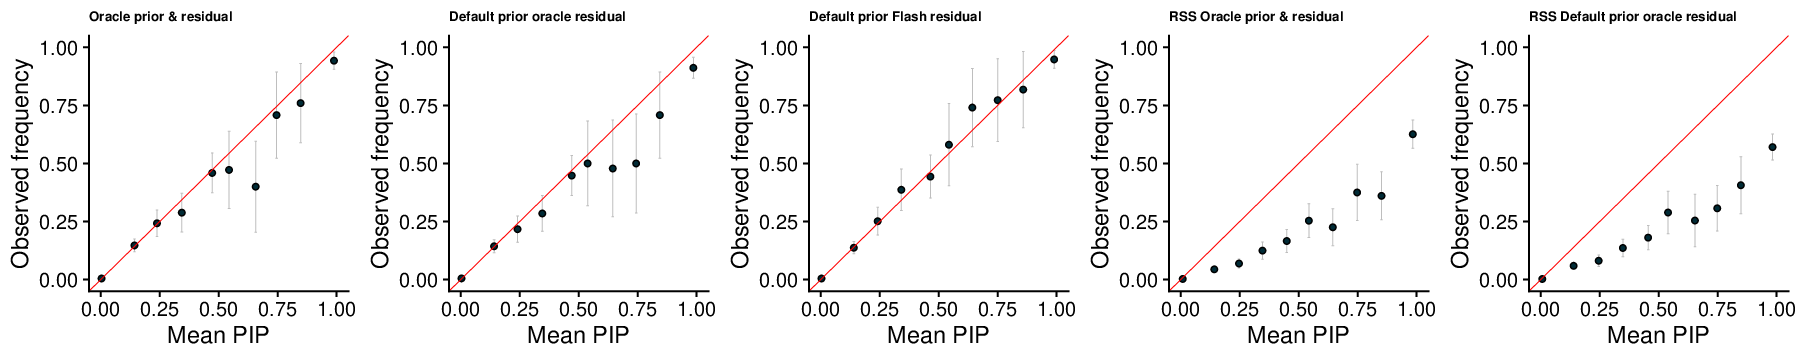 Oracle prior & residual
Default prior oracle residual
Default prior Flash residual
RSS Oracle prior & residual
RSS Default prior oracle residual
Observed frequency
1.00
0.75
0.50
0.25
0.00
0.00 0.25 0.50 0.75 1.00
Mean PIP
Observed frequency
1.00
0.75
0.50
0.25
0.00
0.00 0.25 0.50 0.75 1.00
Mean PIP
Observed frequency
1.00
0.75
0.50
0.25
0.00
0.00 0.25 0.50 0.75 1.00
Mean PIP
Observed frequency
1.00
0.75
0.50
0.25
0.00
0.00 0.25 0.50 0.75 1.00
Mean PIP
Observed frequency
1.00
0.75
0.50
0.25
0.00
0.00 0.25 0.50 0.75 1.00
Mean PIP